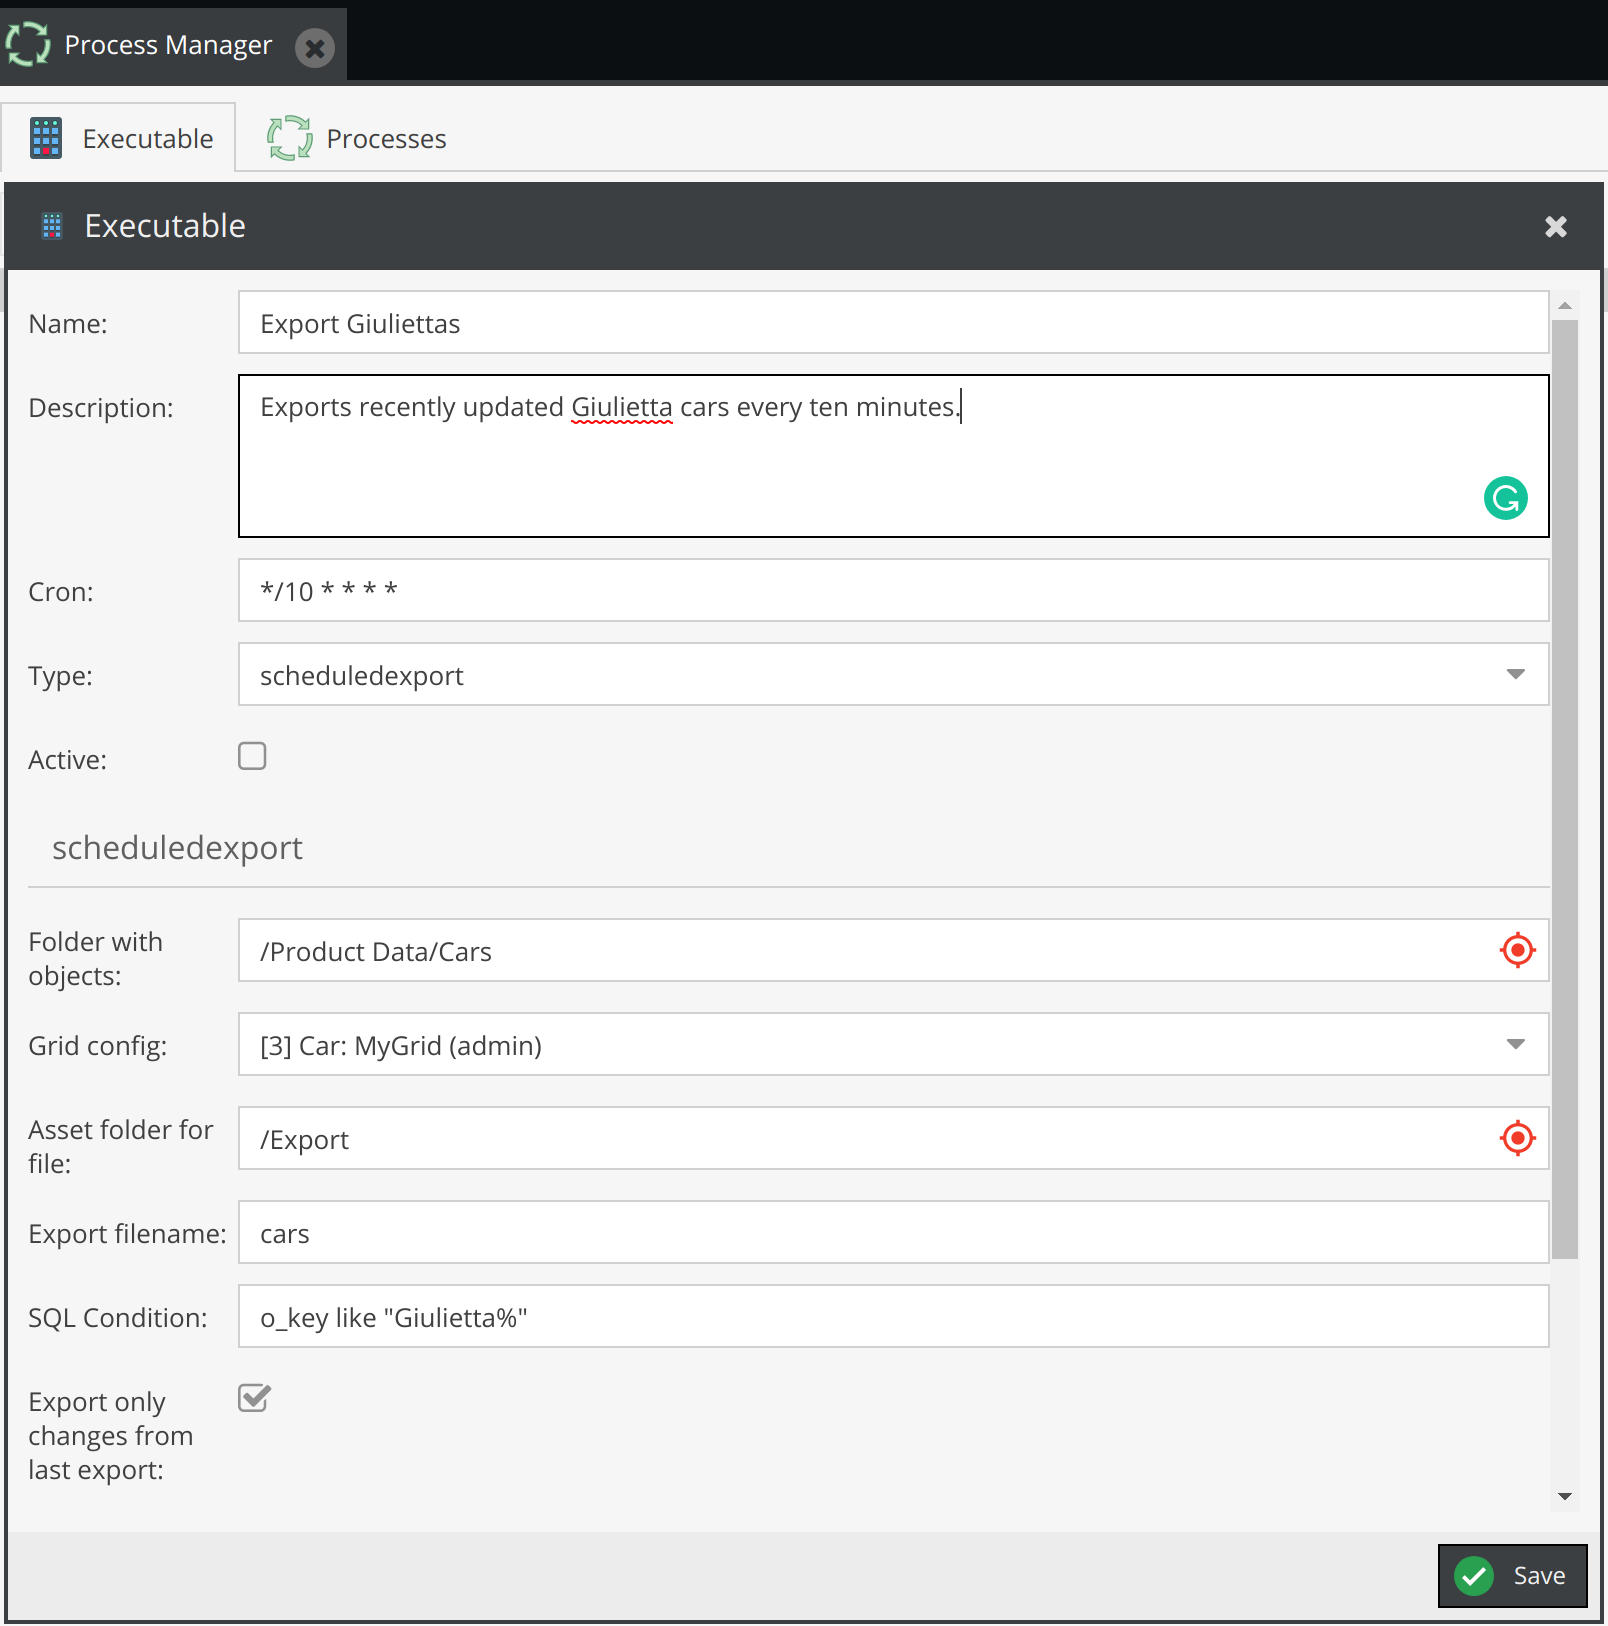 Process Manager
Executable
Processes
Executable
Name:
Export Giuliettas
Description:
Exports recently updated Giulietta cars every ten minutes.
Cron:
*/10 * * * *
Type:
scheduledexport
Active:
scheduledexport
Folder with
objects:
/Product Data/Cars
Grid config:
[3] Car: MyGrid (admin)
Asset folder for
file:
/Export
Export filename:
cars
SQL Condition:
o_key like "Giulietta%"
Export only
changes from
last export:
Save